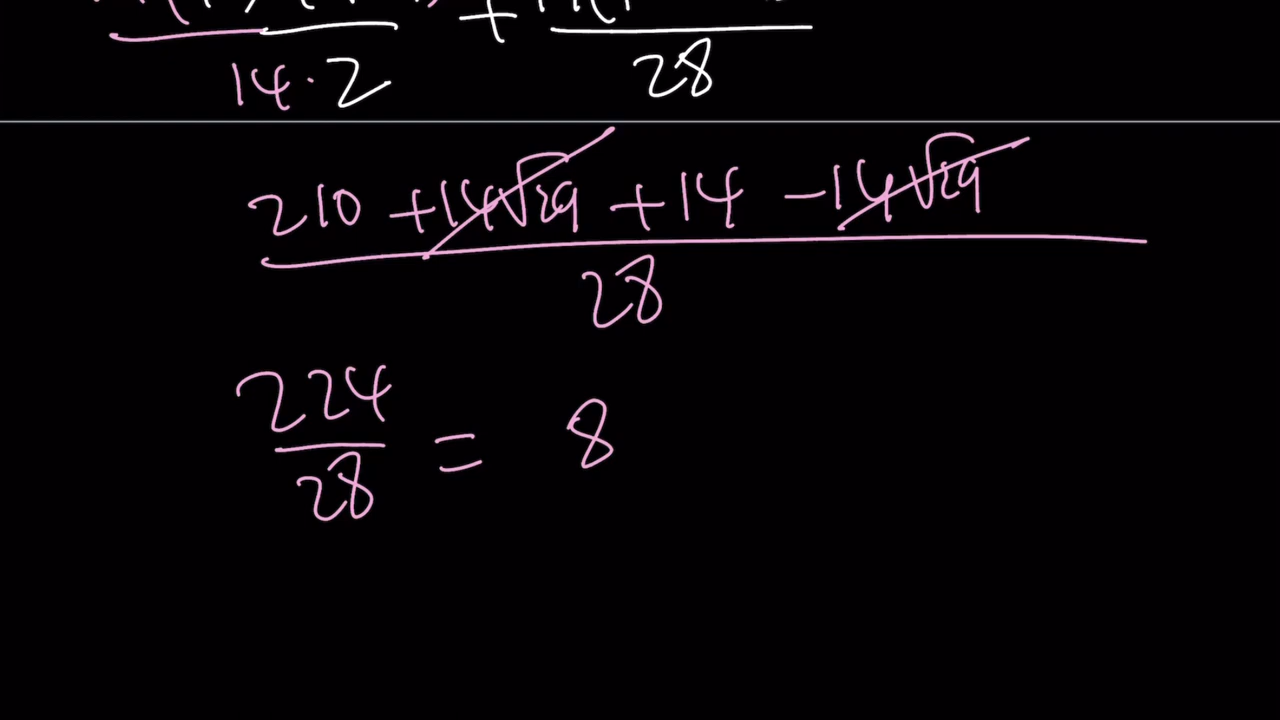 +
14·2 28
210 +14√29 +14 -14√29
28
224
28 = 8